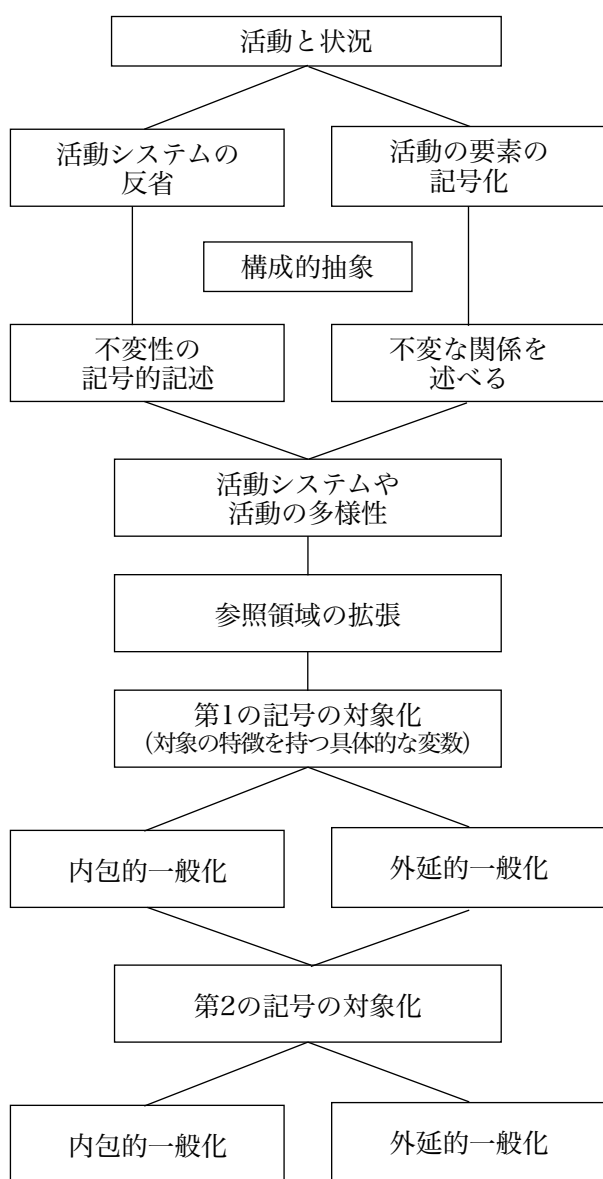 活動と状況
活動システムの
反省
活動の要素の
記号化
構成的抽象
不変性の
記号的記述
不変な関係を
述べる
活動システムや
活動の多様性
参照領域の拡張
第1の記号の対象化
(対象の特徴を持つ具体的な変数)
内包的一般化
外延的一般化
第2の記号の対象化
内包的一般化
外延的一般化